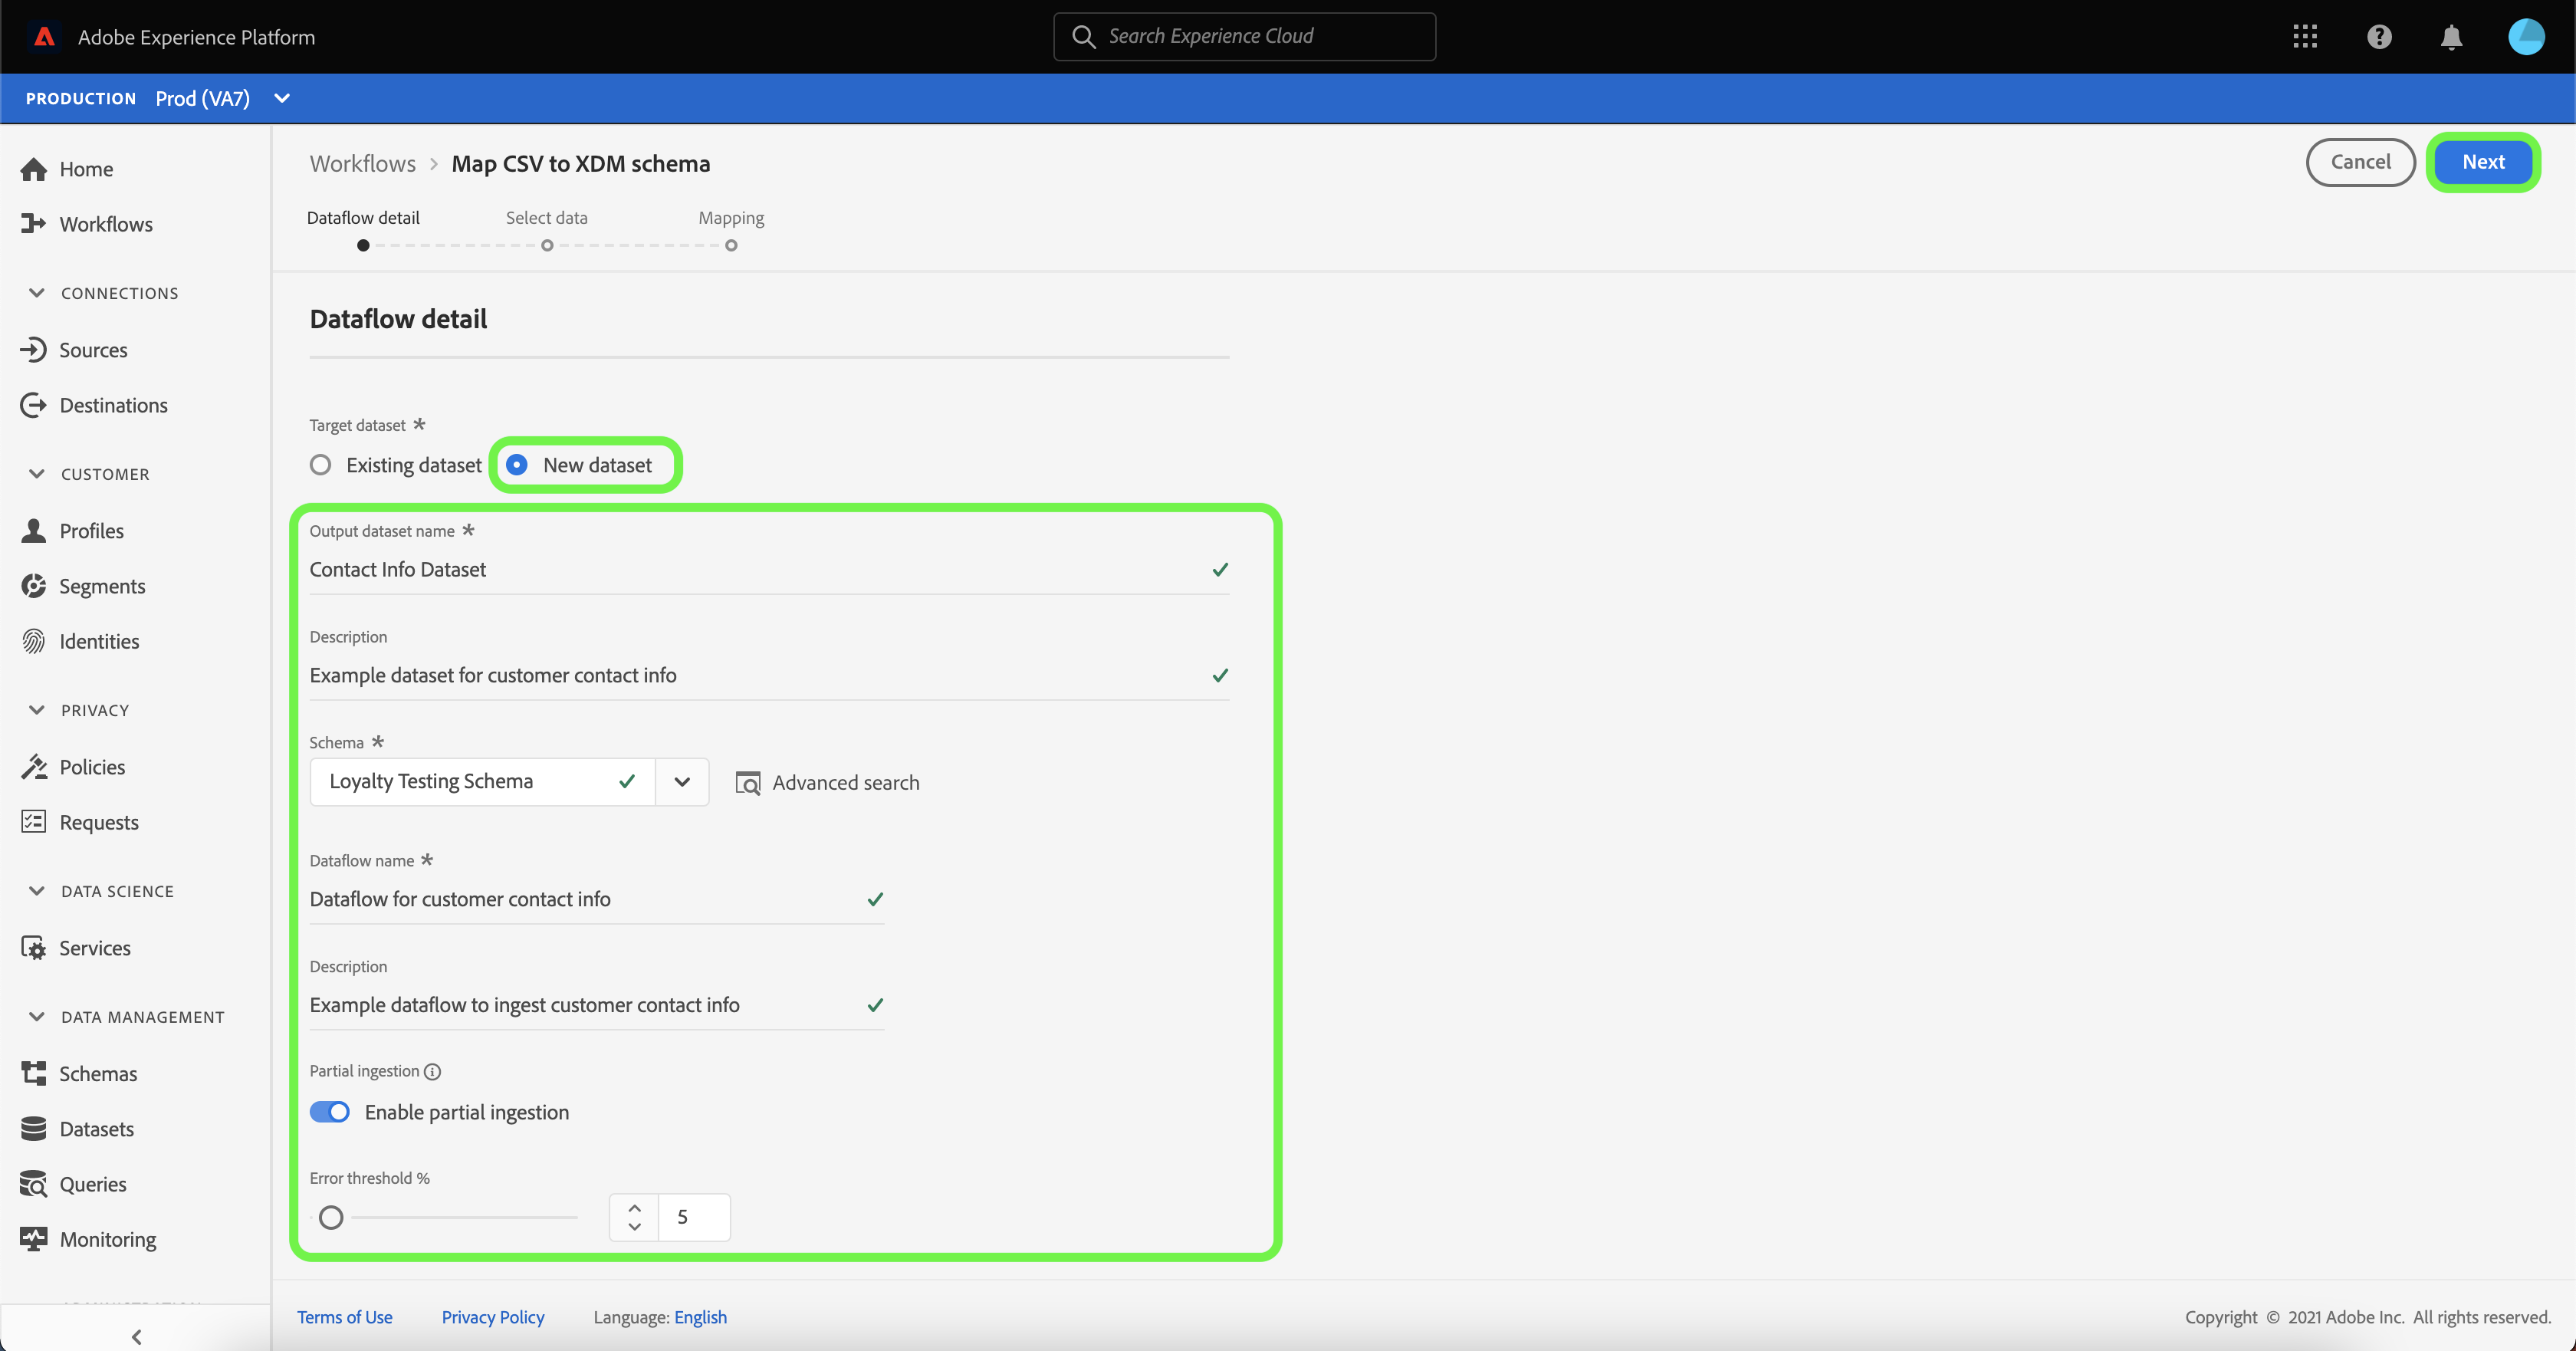 Adobe Experience Platform
Search Experience Cloud
PRODUCTION Prod (VA7)
Home
Workflows
CONNECTIONS
Sources
Destinations
CUSTOMER
Profiles
Segments
Identities
PRIVACY
Policies
Requests
DATA SCIENCE
Services
DATA MANAGEMENT
Schemas
Datasets
Queries
Monitoring
Workflows > Map CSV to XDM schema
Cancel
Next
Dataflow detail Select data Mapping
Dataflow detail
Target dataset *
Existing dataset New dataset
Output dataset name *
Contact Info Dataset
Description
Example dataset for customer contact info
Schema *
Loyalty Testing Schema
Advanced search
Dataflow name *
Dataflow for customer contact info
Description
Example dataflow to ingest customer contact info
Partial ingestion
Enable partial ingestion
Error threshold %
5
Terms of Use Privacy Policy Language: English
Copyright © 2021 Adobe Inc. All rights reserved.